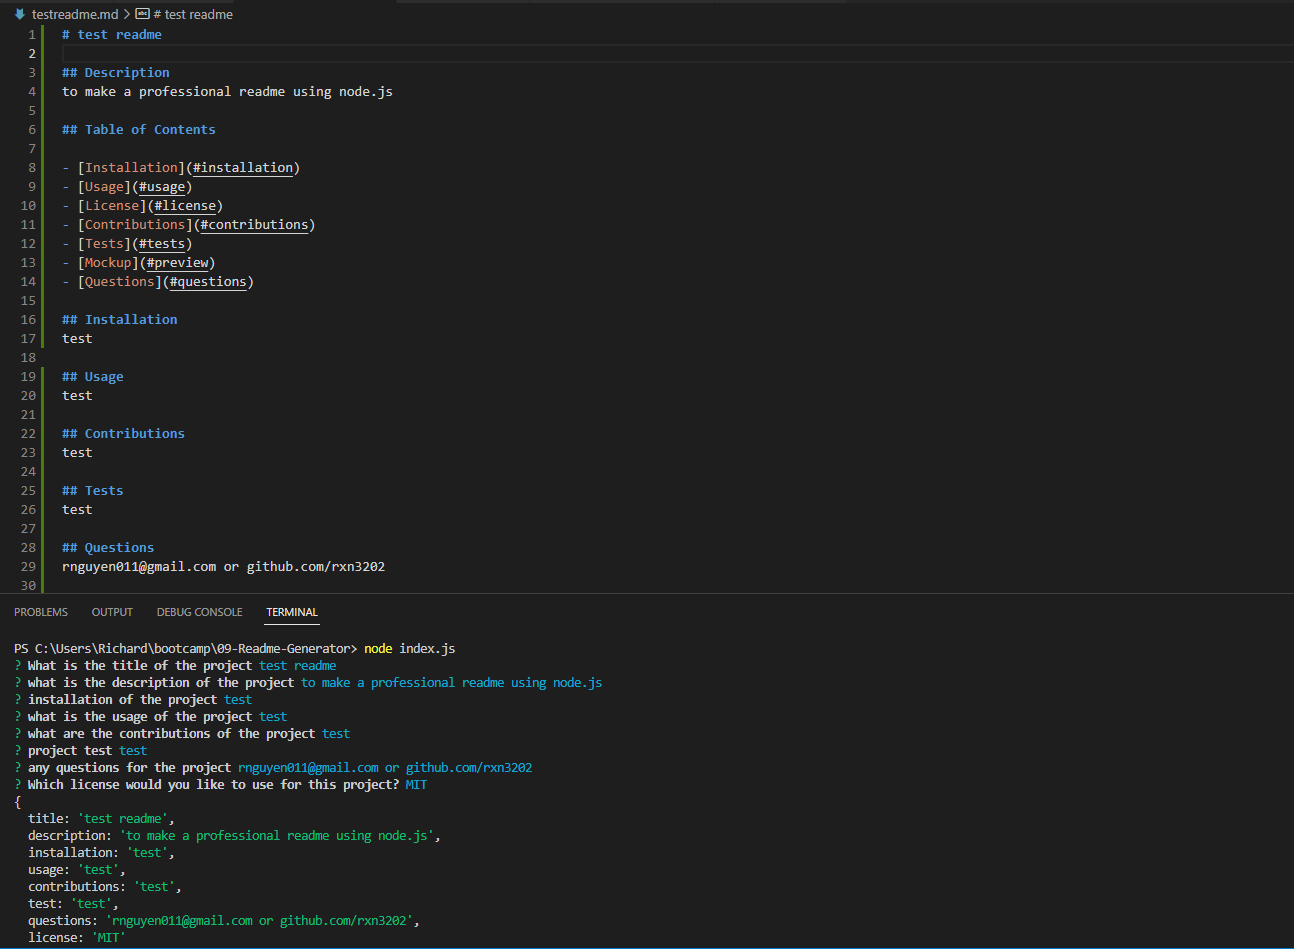 testreadme.md > abc # test readme
1 # test readme
2
3 ## Description
4 to make a professional readme using node.js
5
6 ## Table of Contents
7
8 - [Installation](#installation)
9 - [Usage](#usage)
10 - [License](#license)
11 - [Contributions](#contributions)
12 - [Tests](#tests)
13 - [Mockup](#preview)
14 - [Questions](#questions)
15
16 ## Installation
17 test
18
19 ## Usage
20 test
21
22 ## Contributions
23 test
24
25 ## Tests
26 test
27
28 ## Questions
29 rnguyen011@gmail.com or github.com/rxn3202
30
PROBLEMS OUTPUT DEBUG CONSOLE TERMINAL
PS C:\Users\Richard\bootcamp\09-Readme-Generator> node index.js
? What is the title of the project test readme
? what is the description of the project to make a professional readme using node.js
? installation of the project test
? what is the usage of the project test
? what are the contributions of the project test
? project test test
? any questions for the project rnguyen011@gmail.com or github.com/rxn3202
? Which license would you like to use for this project? MIT
{
title: 'test readme',
description: 'to make a professional readme using node.js',
installation: 'test',
usage: 'test',
contributions: 'test',
test: 'test',
questions: 'rnguyen011@gmail.com or github.com/rxn3202',
license: 'MIT'